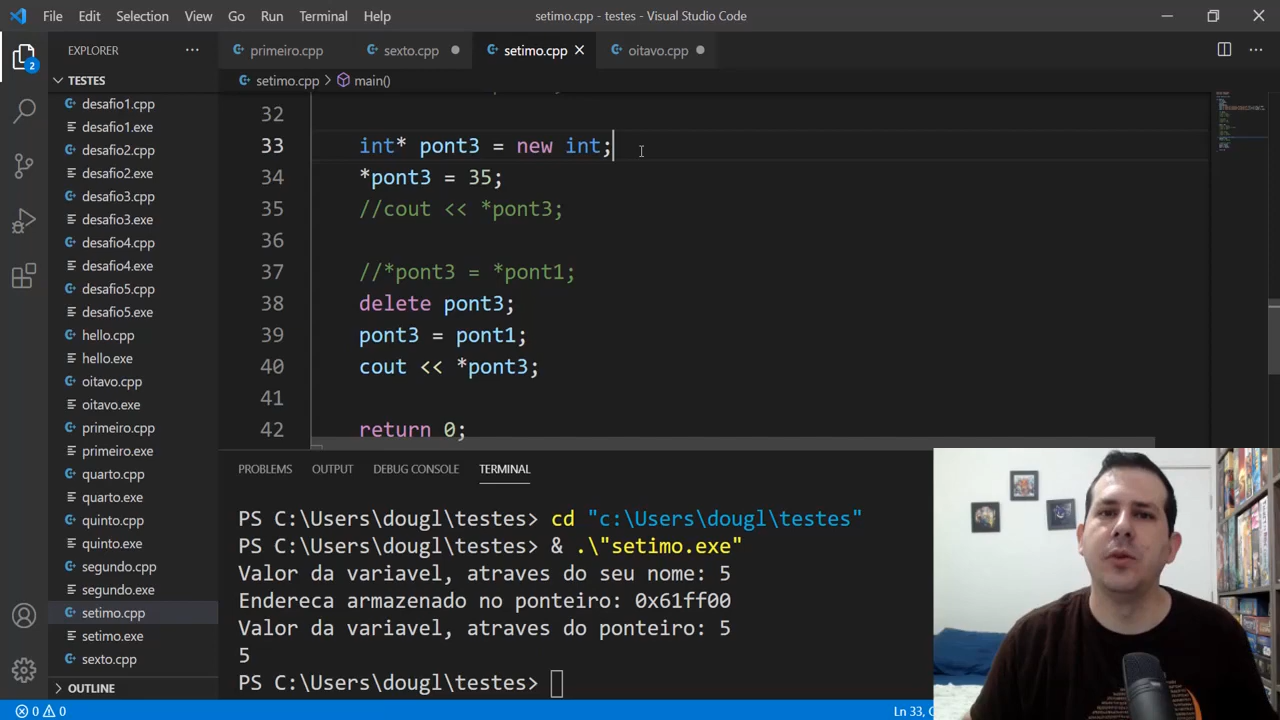 File Edit Selection View Go Run Terminal Help setimo.cpp - testes - Visual Studio Code
EXPLORER primeiro.cpp sexto.cpp setimo.cpp oitavo.cpp
2
TESTES
setimo.cpp > main()
desafio1.cpp
desafio1.exe
desafio2.cpp
desafio2.exe
desafio3.cpp
desafio3.exe
desafio4.cpp
desafio4.exe
desafio5.cpp
desafio5.exe
hello.cpp
hello.exe
oitavo.cpp
oitavo.exe
primeiro.cpp
primeiro.exe
quarto.cpp
quarto.exe
quinto.cpp
quinto.exe
segundo.cpp
segundo.exe
setimo.cpp
setimo.exe
sexto.cpp
OUTLINE
32
33 int* pont3 = new int;
34 *pont3 = 35;
35 //cout << *pont3;
36
37 //*pont3 = *pont1;
38 delete pont3;
39 pont3 = pont1;
40 cout << *pont3;
41
42 return 0;
PROBLEMS OUTPUT DEBUG CONSOLE TERMINAL
PS C:\Users\dougl\testes> cd "c:\Users\dougl\testes"
PS C:\Users\dougl\testes> & .\"setimo.exe"
Valor da variavel, atraves do seu nome: 5
Endereca armazenado no ponteiro: 0x61ff00
Valor da variavel, atraves do ponteiro: 5
5
PS C:\Users\dougl\testes>
0 0 Ln 33,